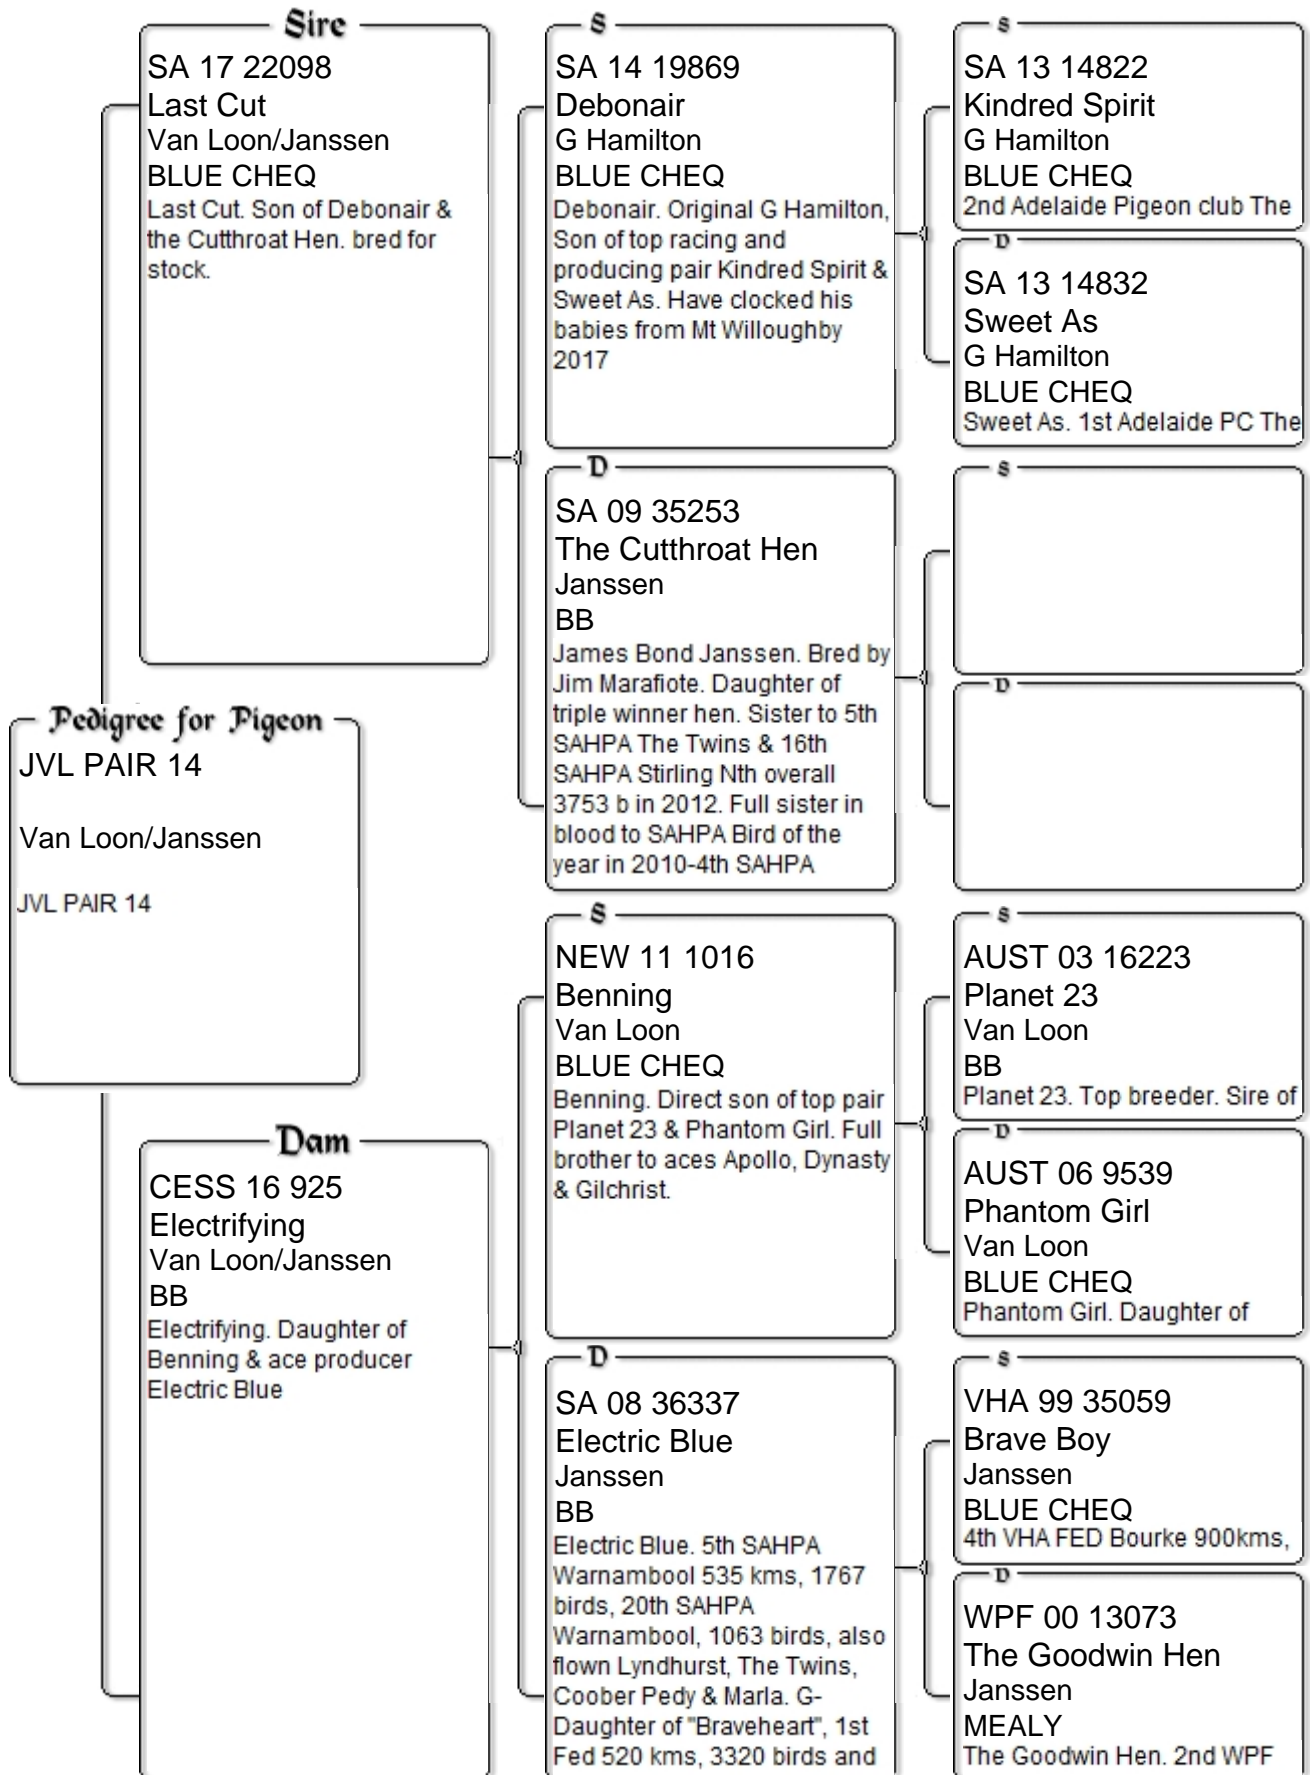 Sire
SA 17 22098
Last Cut
Van Loon/Janssen
BLUE CHEQ
Last Cut. Son of Debonair &
the Cutthroat Hen. bred for
stock.
S
SA 14 19869
Debonair
G Hamilton
BLUE CHEQ
Debonair. Original G Hamilton,
Son of top racing and
producing pair Kindred Spirit &
Sweet As. Have clocked his
babies from Mt Willoughby
2017
S
SA 13 14822
Kindred Spirit
G Hamilton
BLUE CHEQ
2nd Adelaide Pigeon club The
D
SA 13 14832
Sweet As
G Hamilton
BLUE CHEQ
Sweet As. 1st Adelaide PC The
D
SA 09 35253
The Cutthroat Hen
Janssen
BB
James Bond Janssen. Bred by
Jim Marafiote. Daughter of
triple winner hen. Sister to 5th
SAHPA The Twins & 16th
SAHPA Stirling Nth overall
3753 b in 2012. Full sister in
blood to SAHPA Bird of the
year in 2010-4th SAHPA
S
D
Pedigree for Pigeon
JVL PAIR 14
Van Loon/Janssen
JVL PAIR 14
Dam
CESS 16 925
Electrifying
Van Loon/Janssen
BB
Electrifying. Daughter of
Benning & ace producer
Electric Blue
S
NEW 11 1016
Benning
Van Loon
BLUE CHEQ
Benning. Direct son of top pair
Planet 23 & Phantom Girl. Full
brother to aces Apollo, Dynasty
& Gilchrist.
S
AUST 03 16223
Planet 23
Van Loon
BB
Planet 23. Top breeder. Sire of
D
AUST 06 9539
Phantom Girl
Van Loon
BLUE CHEQ
Phantom Girl. Daughter of
D
SA 08 36337
Electric Blue
Janssen
BB
Electric Blue. 5th SAHPA
Warnambool 535 kms, 1767
birds, 20th SAHPA
Warnambool, 1063 birds, also
flown Lyndhurst, The Twins,
Coober Pedy & Marla. G-
Daughter of "Braveheart", 1st
Fed 520 kms, 3320 birds and
S
VHA 99 35059
Brave Boy
Janssen
BLUE CHEQ
4th VHA FED Bourke 900kms,
D
WPF 00 13073
The Goodwin Hen
Janssen
MEALY
The Goodwin Hen. 2nd WPF